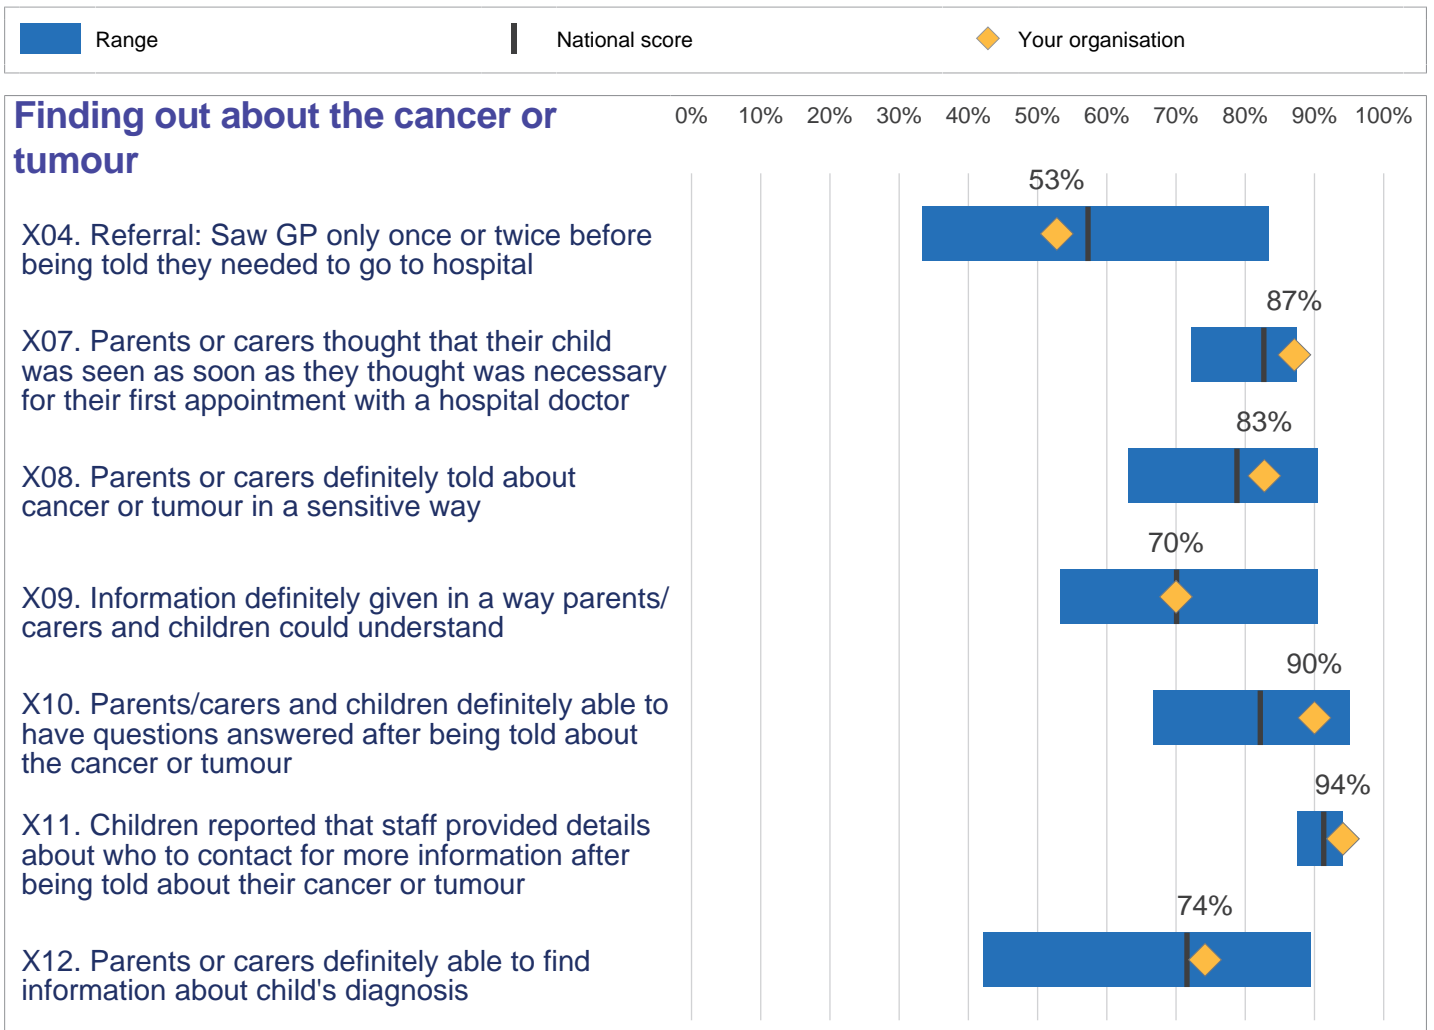 Range
National score
Your organisation
Finding out about the cancer or
tumour
0% 10% 20% 30% 40% 50% 60% 70% 80% 90% 100%
53%
X04. Referral: Saw GP only once or twice before
being told they needed to go to hospital
87%
X07. Parents or carers thought that their child
was seen as soon as they thought was necessary
for their first appointment with a hospital doctor
83%
X08. Parents or carers definitely told about
cancer or tumour in a sensitive way
70%
X09. Information definitely given in a way parents/
carers and children could understand
90%
X10. Parents/carers and children definitely able to
have questions answered after being told about
the cancer or tumour
94%
X11. Children reported that staff provided details
about who to contact for more information after
being told about their cancer or tumour
74%
X12. Parents or carers definitely able to find
information about child's diagnosis